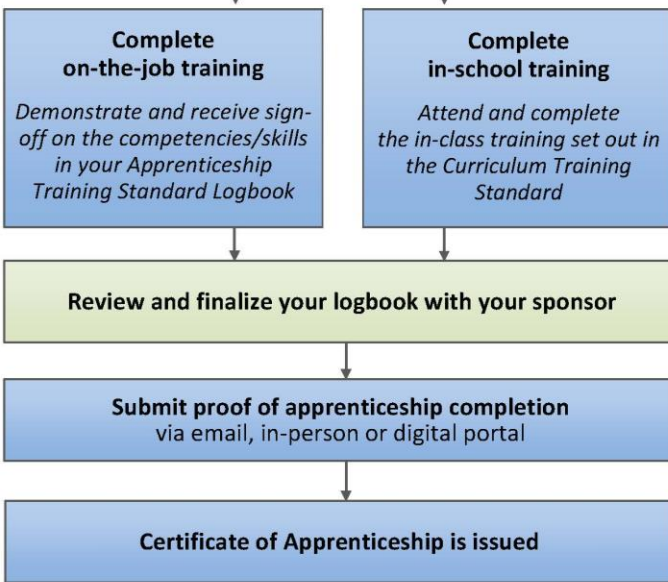 Complete
on-the-job training
Demonstrate and receive sign-
off on the competencies/skills
in your Apprenticeship
Training Standard Logbook
Complete
in-school training
Attend and complete
the in-class training set out in
the Curriculum Training
Standard
Review and finalize your logbook with your sponsor
Submit proof of apprenticeship completion
via email, in-person or digital portal
Certificate of Apprenticeship is issued